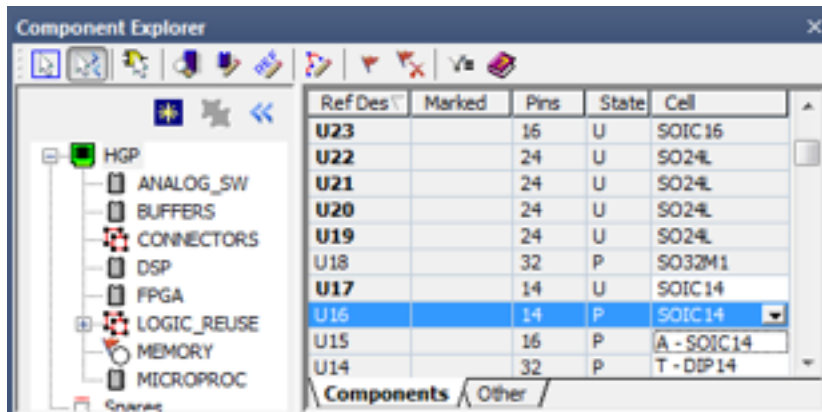 Component Explorer
HGP
ANALOG_SW
BUFFERS
CONNECTORS
DSP
FPGA
LOGIC_REUSE
MEMORY
MICROPROC
Spares
RefDes Marked Pins State Cell
U23 16 U SOIC16
U22 24 U SO24L
U21 24 U SO24L
U20 24 U SO24L
U19 24 U SO24L
U18 32 P SO32M1
U17 14 U SOIC14
U16 14 P SOIC14
U15 16 P A - SOIC14
U14 32 P T - DIP14
Components Other